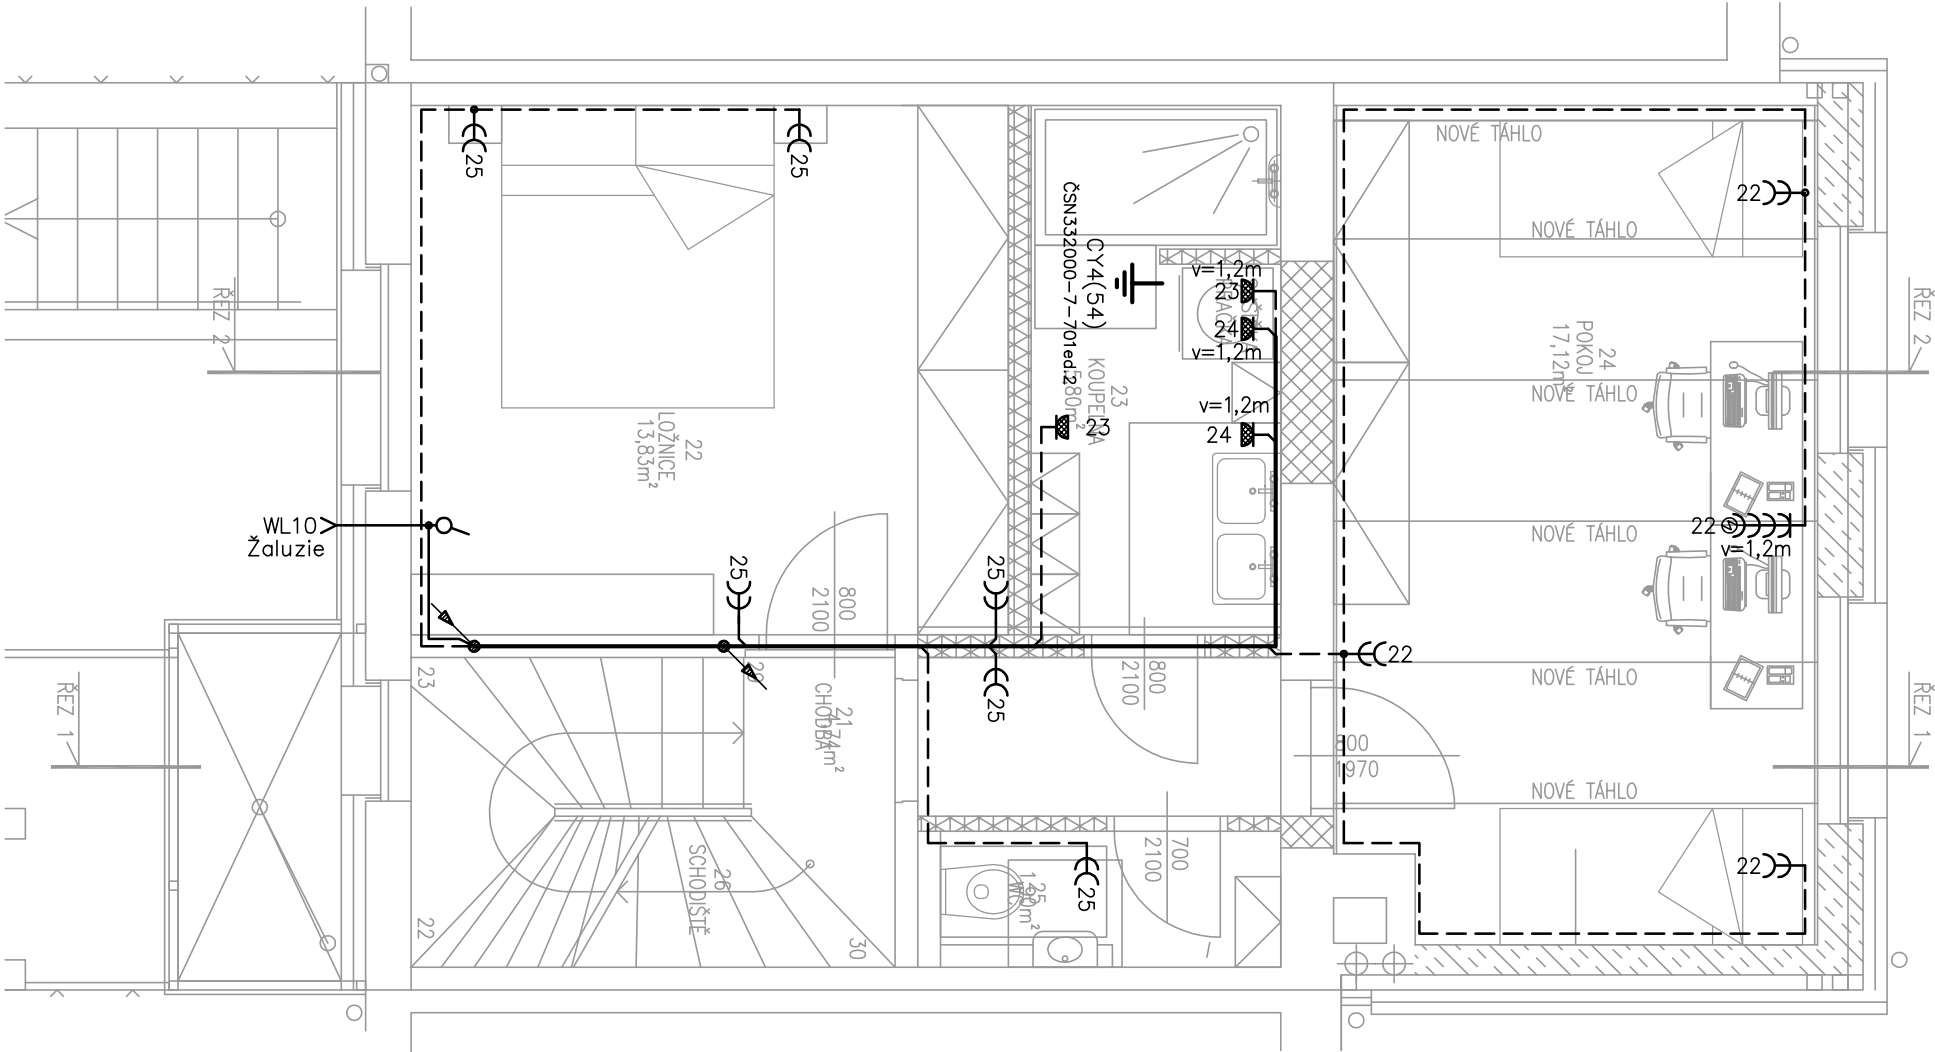 NOVÉ TÁHLO
25
25
22
NOVÉ TÁHLO
ČSN332000-7-701ed.2
CY4(54)
v=1,2m
23
24
v=1,2m
ŘEZ 2
ŘEZ 2
24
POKOJ
17,12m²
NOVÉ TÁHLO
23
KOUPELNA
5,80m²
v=1,2m
23
24
22
LOŽNICE
13,83m²
WL10
Žaluzie
22
v=1,2m
NOVÉ TÁHLO
25
25
800
2100
22
800
2100
25
NOVÉ TÁHLO
23
ŘEZ 1
ŘEZ 1
21
CHODBA
800
1970
NOVÉ TÁHLO
26
SCHODIŠTĚ
700
2100
22
25
WC
25
22
30